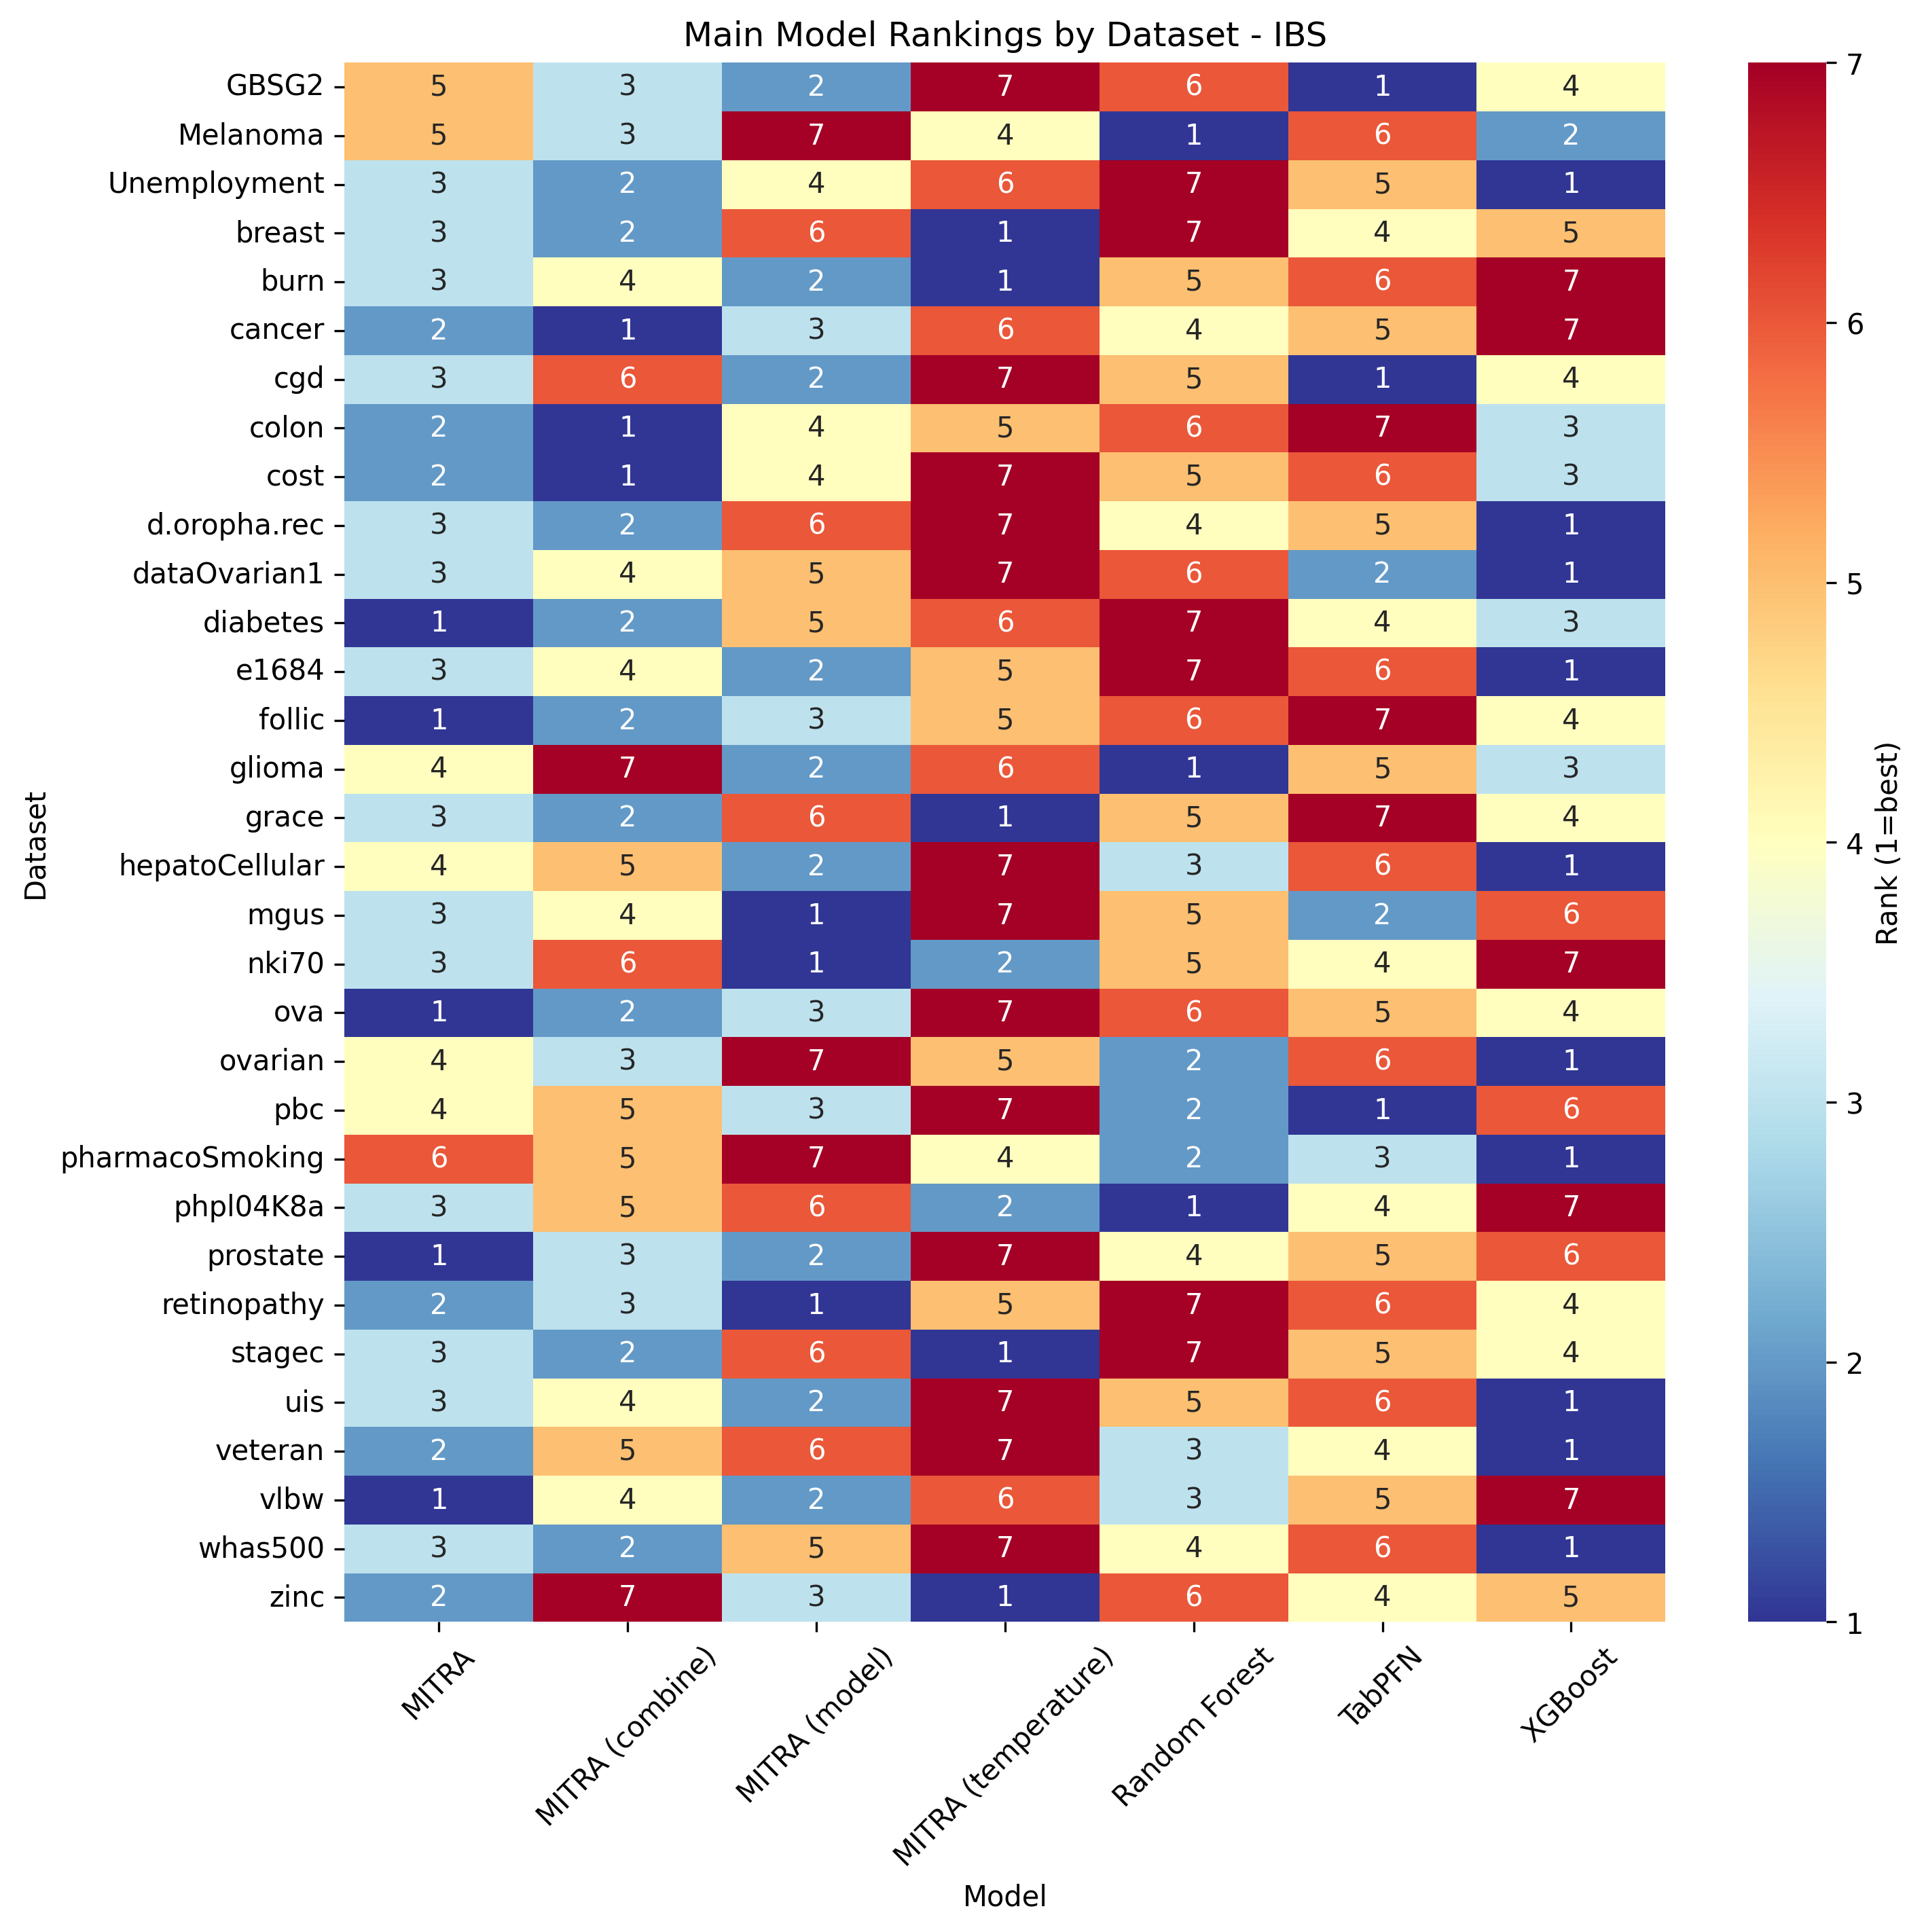 Main Model Rankings by Dataset - IBS
GBSG2 5 3 2 7 6 1 4
Melanoma 5 3 7 4 1 6 2
Unemployment 3 2 4 6 7 5 1
breast 3 2 6 1 7 4 5
burn 3 4 2 1 5 6 7
cancer 2 1 3 6 4 5 7
cgd 3 6 2 7 5 1 4
colon 2 1 4 5 6 7 3
cost 2 1 4 7 5 6 3
d.oropha.rec 3 2 6 7 4 5 1
dataOvarian1 3 4 5 7 6 2 1
diabetes 1 2 5 6 7 4 3
e1684 3 4 2 5 7 6 1
follic 1 2 3 5 6 7 4
glioma 4 7 2 6 1 5 3
grace 3 2 6 1 5 7 4
hepatoCellular 4 5 2 7 3 6 1
mgus 3 4 1 7 5 2 6
nki70 3 6 1 2 5 4 7
ova 1 2 3 7 6 5 4
ovarian 4 3 7 5 2 6 1
pbc 4 5 3 7 2 1 6
pharmacoSmoking 6 5 7 4 2 3 1
phpl04K8a 3 5 6 2 1 4 7
prostate 1 3 2 7 4 5 6
retinopathy 2 3 1 5 7 6 4
stagec 3 2 6 1 7 5 4
uis 3 4 2 7 5 6 1
veteran 2 5 6 7 3 4 1
vlbw 1 4 2 6 3 5 7
whas500 3 2 5 7 4 6 1
zinc 2 7 3 1 6 4 5
Dataset
MITRA
MITRA (combine)
MITRA (model)
MITRA (temperature)
Random Forest
TabPFN
XGBoost
Model
7
6
5
4
3
2
1
Rank (1=best)